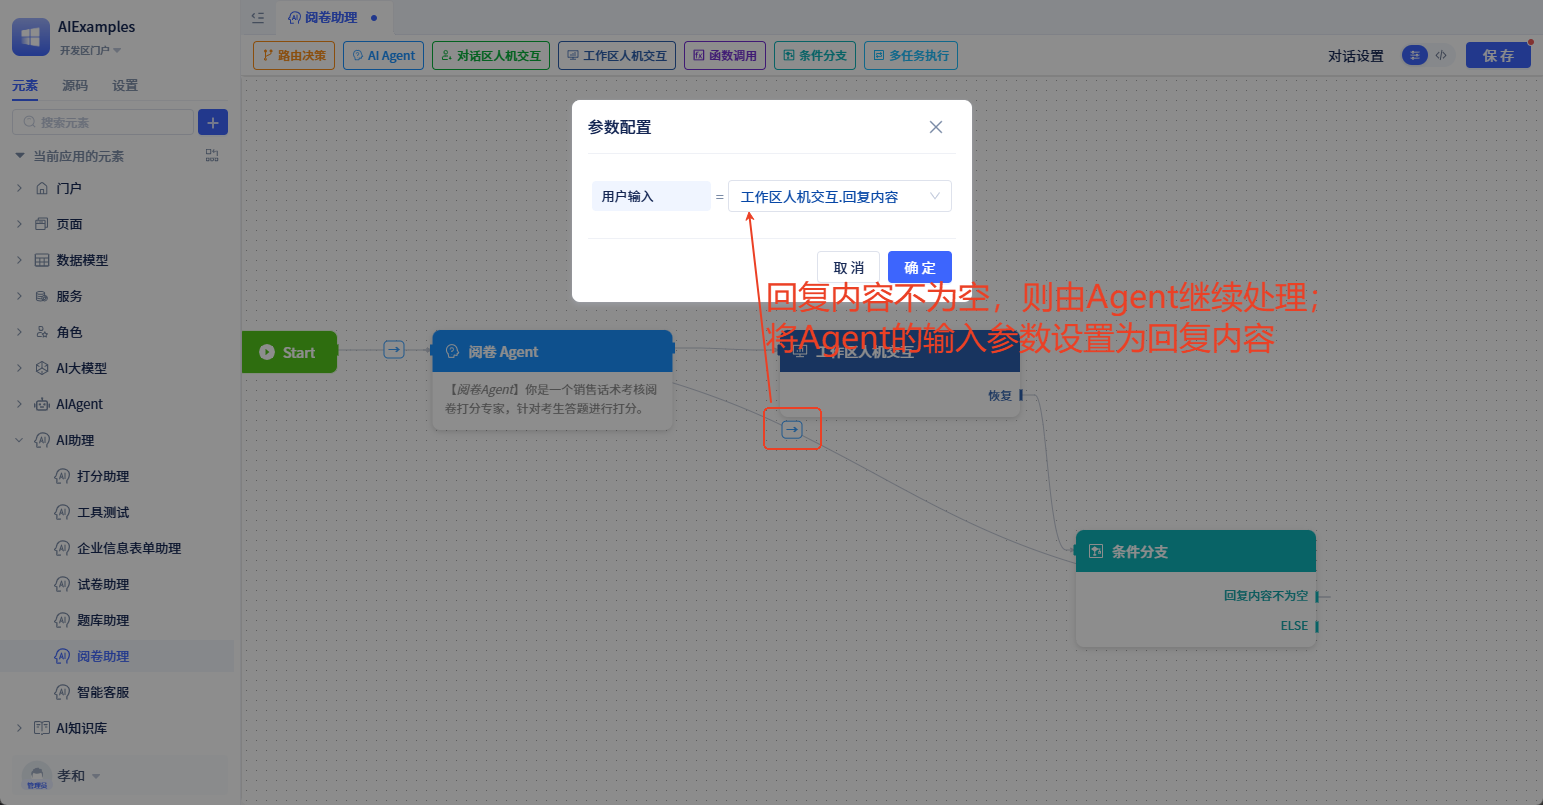 AIExamples
开发区门户
元素
源码
设置
搜索元素
当前应用的元素
门户
页面
数据模型
服务
角色
AI大模型
AIAgent
AI助理
打分助理
工具测试
企业信息表单助理
试卷助理
题库助理
阅卷助理
智能客服
AI知识库
孝和
管理员
阅卷助理
路由决策
AI Agent
对话区人机交互
工作区人机交互
函数调用
条件分支
多任务执行
对话设置
保 存
参数配置
用户输入
=
工作区人机交互.回复内容
取 消
确 定
回复内容不为空，则由Agent继续处理；
将Agent的输入参数设置为回复内容
Start
阅卷 Agent
【阅卷Agent】你是一个销售话术考核阅
卷打分专家，针对考生答题进行打分。
工作区人机交互
恢复
条件分支
回复内容不为空
ELSE